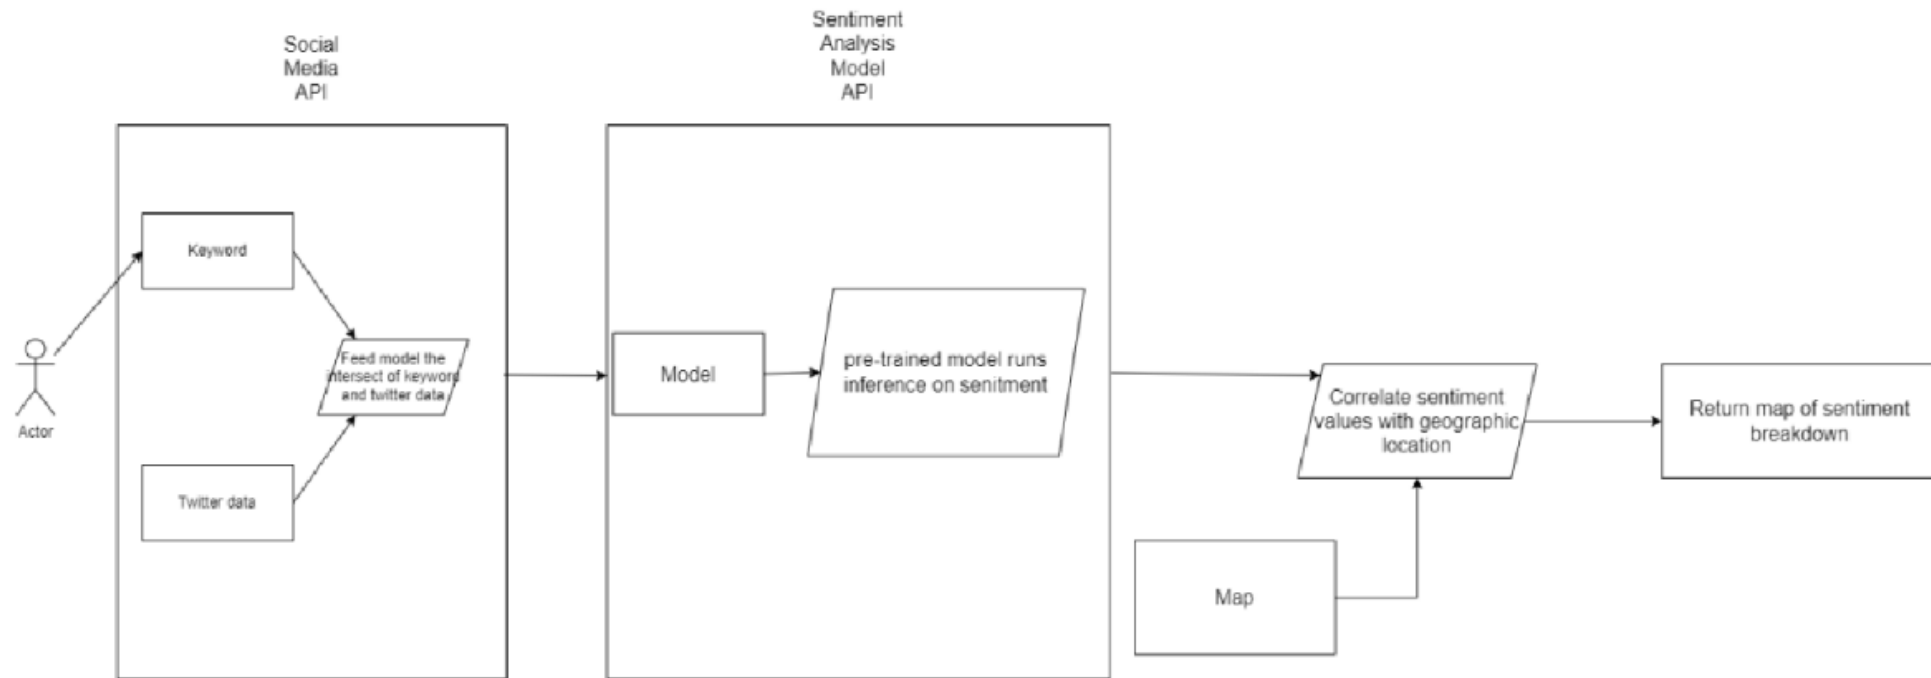 Social
Media
API
Sentiment
Analysis
Model
API
Keyword
Feed model the
intersect of keyword
and twitter data
Actor
Twitter data
Model
pre-trained model runs
inference on senitment
Correlate sentiment
values with geographic
location
Return map of sentiment
breakdown
Map